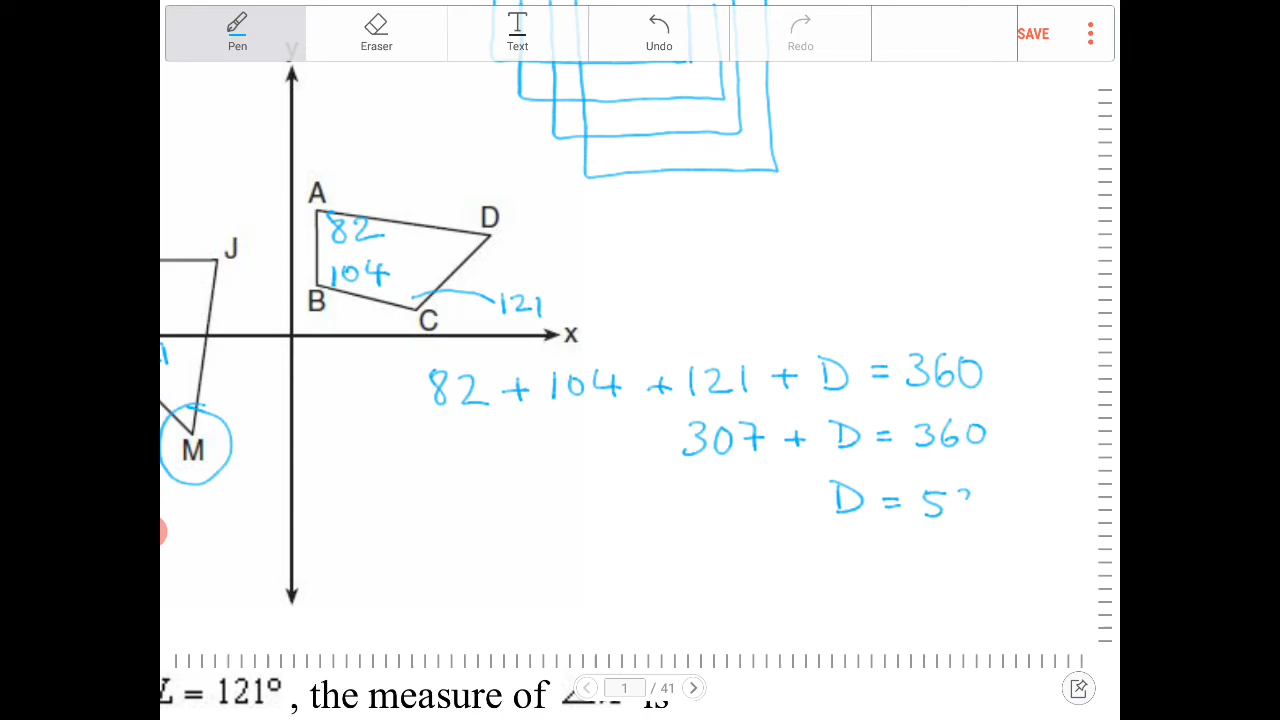 Pen
Eraser
Text
Undo
Redo
SAVE
y
A
D
82
J
104
B
121
C
x
82 + 104 + 121 + D = 360
307 + D = 360
M
D = 5
= 121°, the measure of
1 / 41